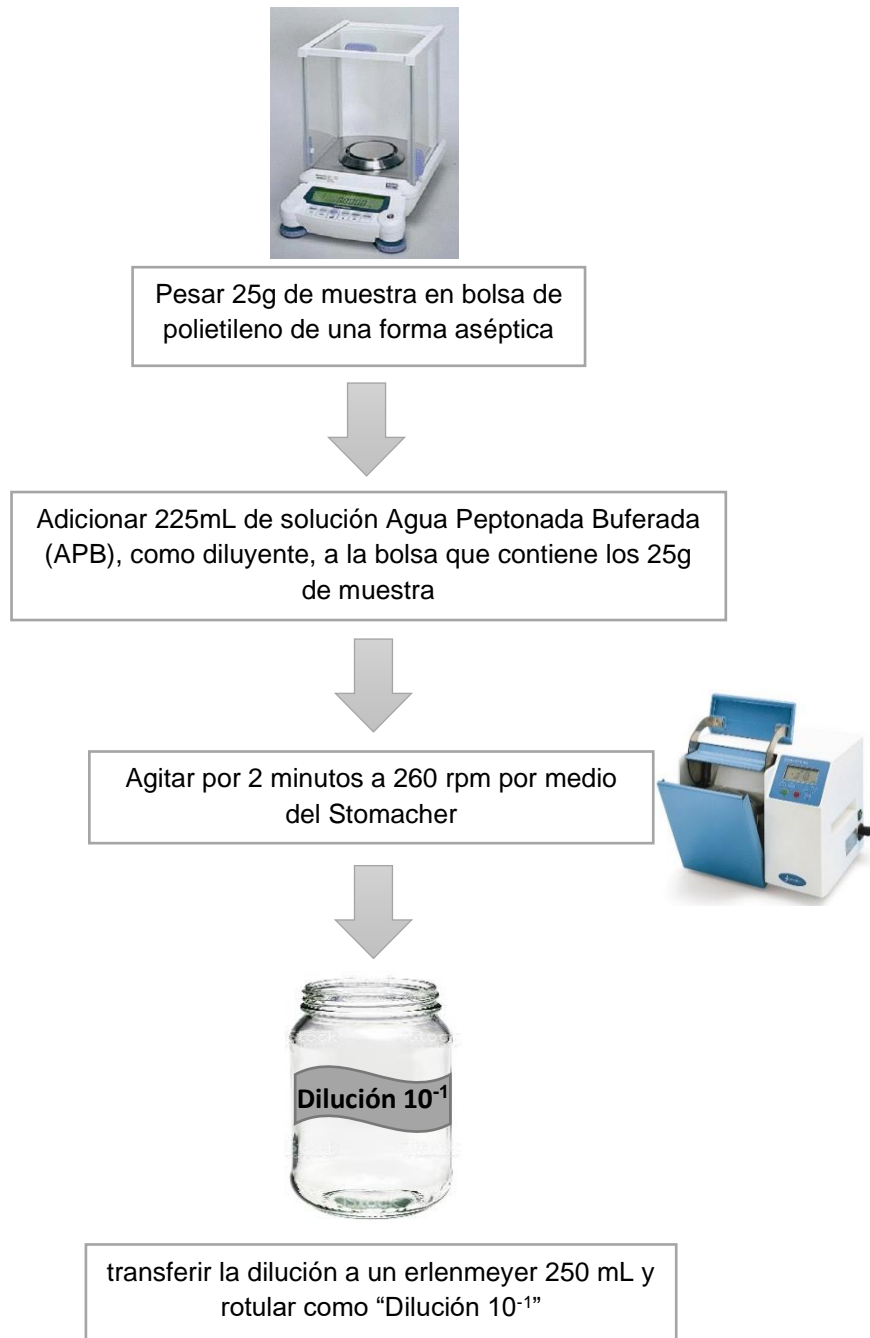 Pesar 25g de muestra en bolsa de
polietileno de una forma aséptica
Adicionar 225mL de solución Agua Peptonada Buferada
(APB), como diluyente, a la bolsa que contiene los 25g
de muestra
Agitar por 2 minutos a 260 rpm por medio
del Stomacher
Dilución 10⁻¹
transferir la dilución a un erlenmeyer 250 mL y
rotular como “Dilución 10⁻¹”